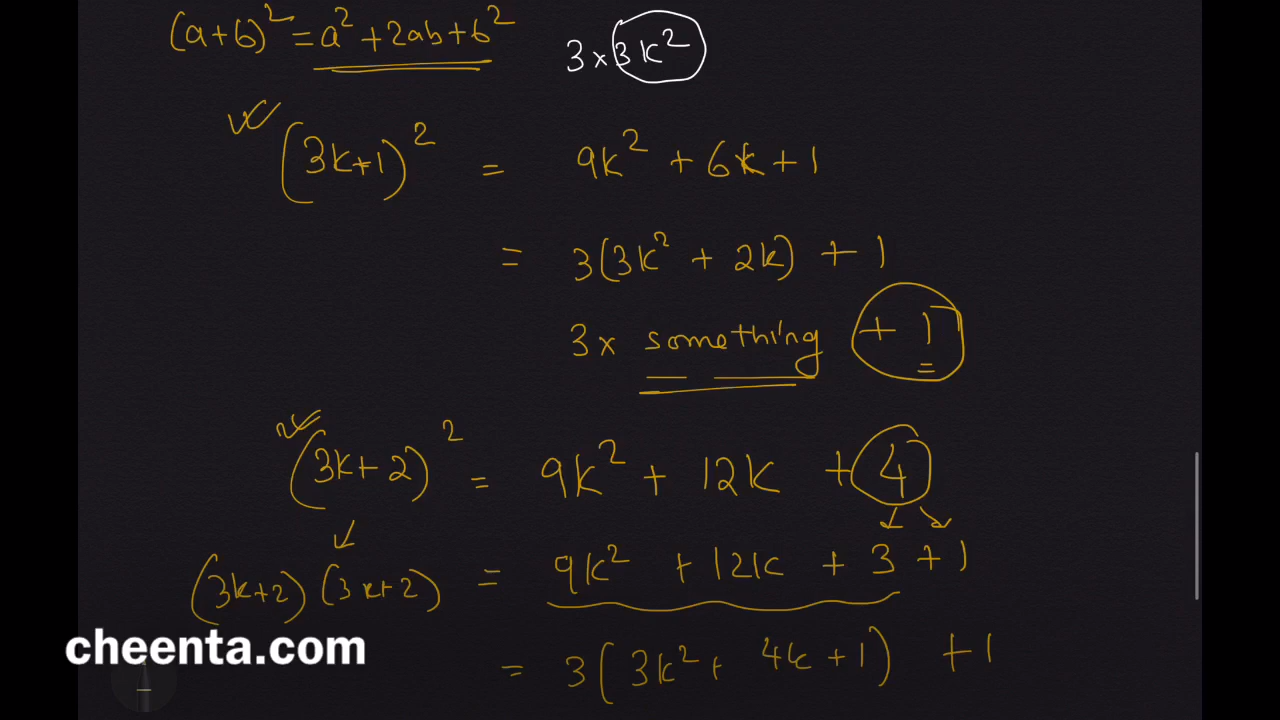 (a+b)² = a² + 2ab + b²
3 × 3k²
(3k+1)² = 9k² + 6k + 1
= 3(3k² + 2k) + 1
3 × something + 1
(3k+2)² = 9k² + 12k + 4
(3k+2)(3k+2) = 9k² + 12k + 3 + 1
= 3(3k² + 4k + 1) + 1
cheenta.com